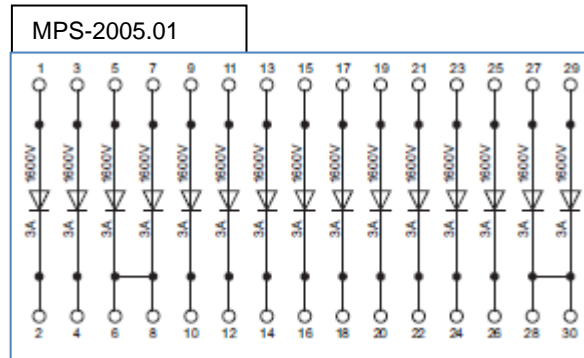 MPS-2005.01
1 3 5 7 9 11 13 15 17 19 21 23 25 27 29
1600V 1600V 1600V 1600V 1600V 1600V 1600V 1600V 1600V 1600V 1600V 1600V 1600V 1600V 1600V
3A 3A 3A 3A 3A 3A 3A 3A 3A 3A 3A 3A 3A 3A 3A
2 4 6 8 10 12 14 16 18 20 22 24 26 28 30